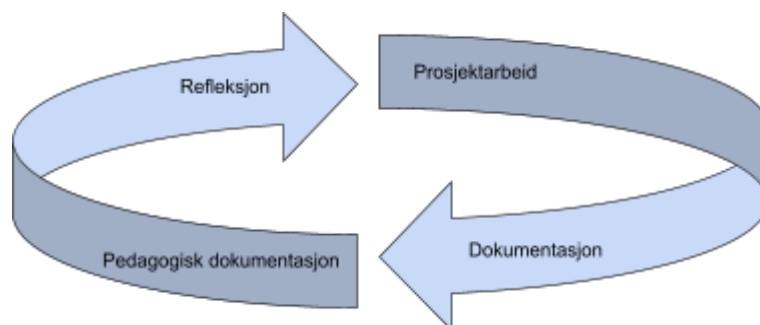 Refleksjon
Prosjektarbeid
Pedagogisk dokumentasjon
Dokumentasjon